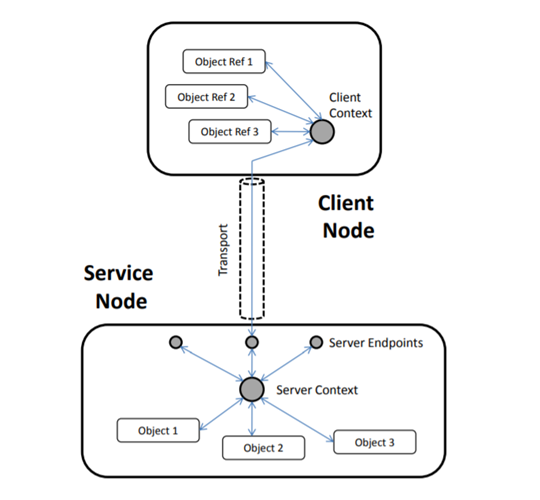 Object Ref 1
Object Ref 2
Object Ref 3
Client
Context
Client
Node
Transport
Service
Node
Server Endpoints
Server Context
Object 1
Object 2
Object 3